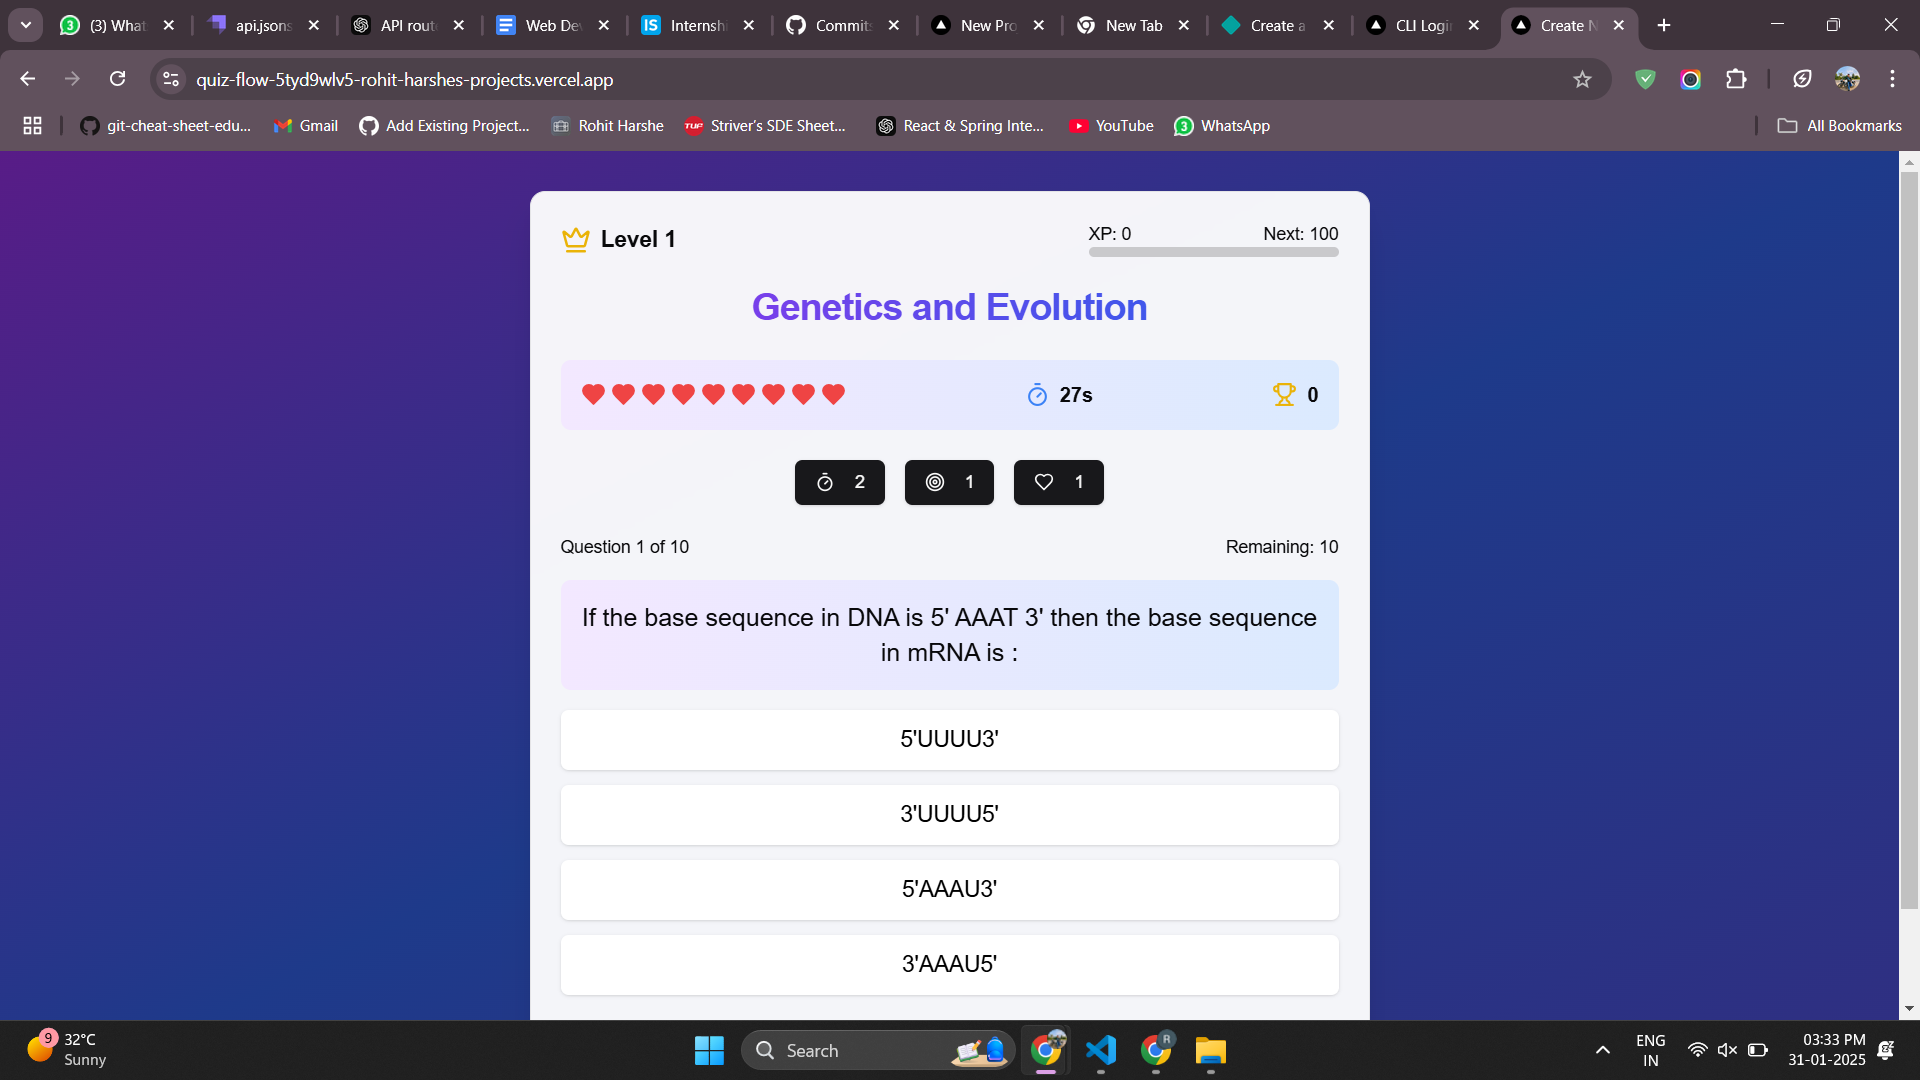 (3) What
api.jsons
API rout
Web De
Internsh
Commits
New Pro
New Tab
Create a
CLI Logi
Create N
quiz-flow-5tyd9wlv5-rohit-harshes-projects.vercel.app
git-cheat-sheet-edu...
Gmail
Add Existing Project...
Rohit Harshe
Striver's SDE Sheet...
React & Spring Inte...
YouTube
WhatsApp
All Bookmarks
Level 1
XP: 0
Next: 100
Genetics and Evolution
27s
0
2
1
1
Question 1 of 10
Remaining: 10
If the base sequence in DNA is 5' AAAT 3' then the base sequence
in mRNA is :
5'UUUU3'
3'UUUU5'
5'AAAU3'
3'AAAU5'
9
32°C
Sunny
Search
R
ENG
IN
03:33 PM
31-01-2025